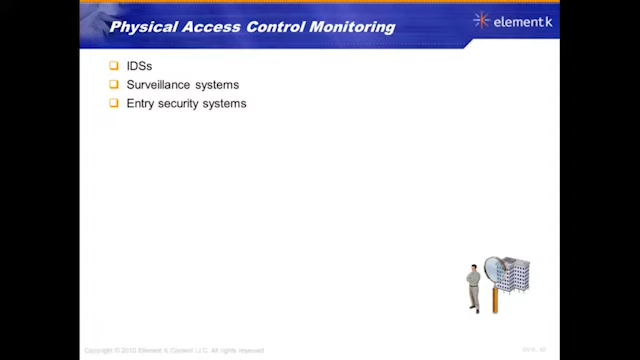 Physical Access Control Monitoring
element k
IDSs
Surveillance systems
Entry security systems
Copyright © 2010 Element K Content LLC. All rights reserved